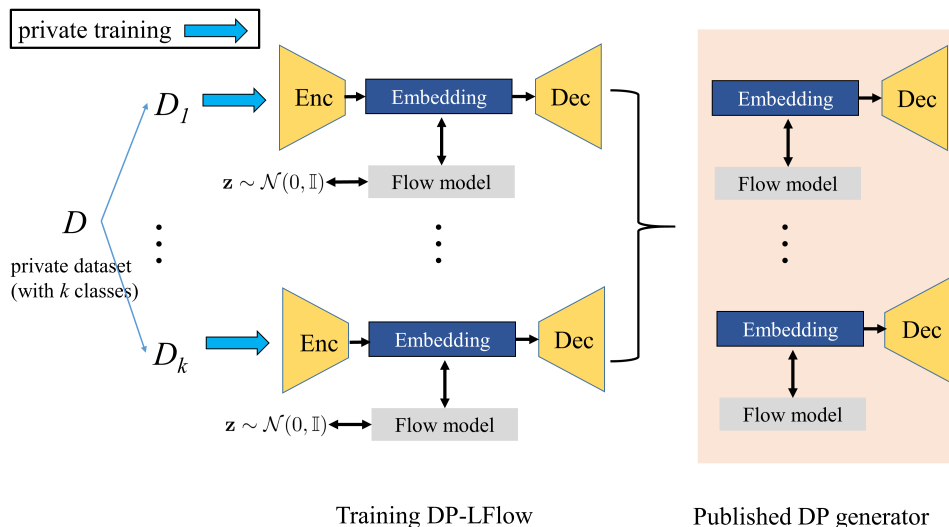 private training
D1
Enc
Embedding
Dec
z ∼ N(0, 𝕀)
Flow model
D
private dataset
(with k classes)
Dk
Enc
Embedding
Dec
z ∼ N(0, 𝕀)
Flow model
Embedding
Dec
Flow model
Embedding
Dec
Flow model
Training DP-LFlow
Published DP generator